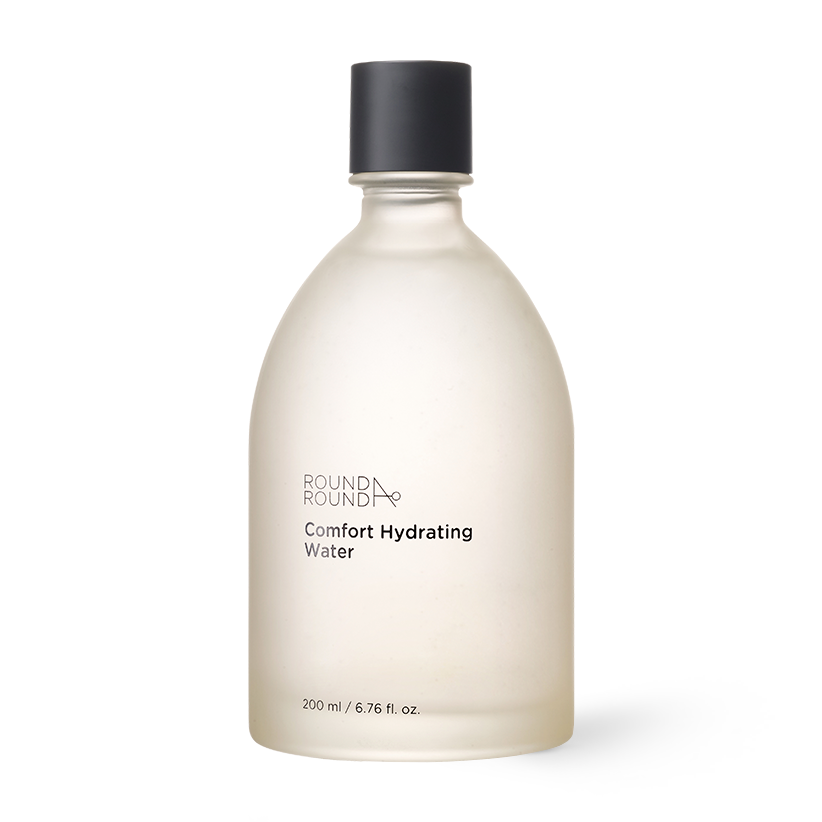 ROUND A
ROUND
Comfort Hydrating
Water
200 ml / 6.76 fl. oz.